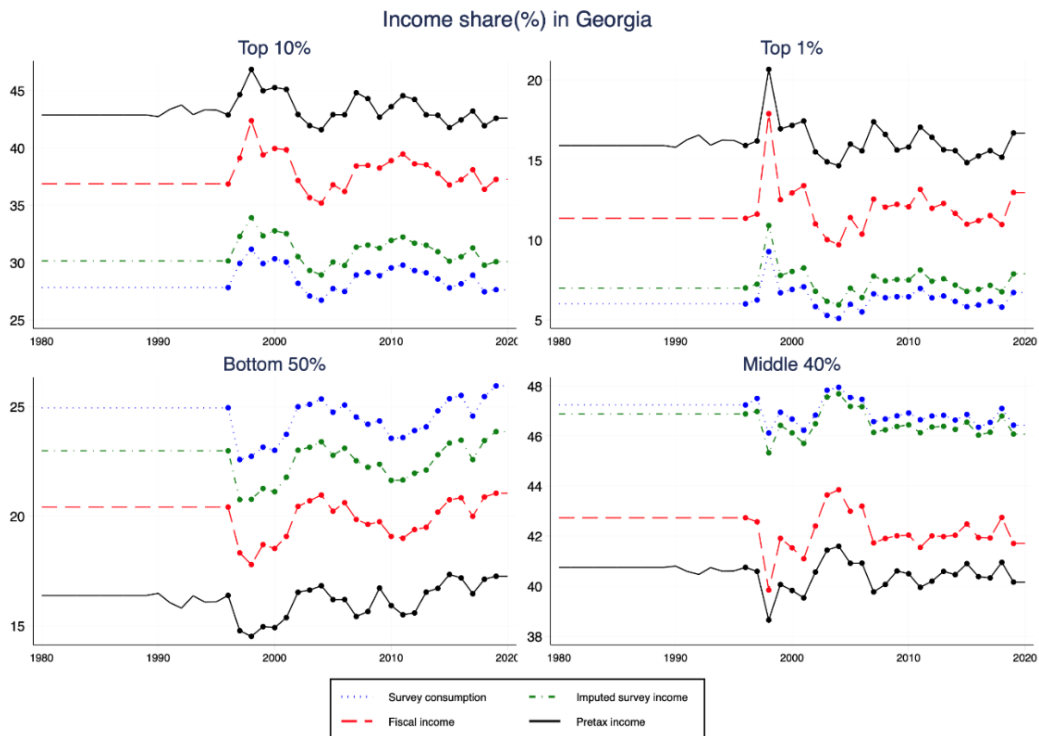 Income share(%) in Georgia
Top 10%
45
40
35
30
25
1980 1990 2000 2010 2020
Top 1%
20
15
10
5
1980 1990 2000 2010 2020
Bottom 50%
25
20
15
1980 1990 2000 2010 2020
Middle 40%
48
46
44
42
40
38
1980 1990 2000 2010 2020
Survey consumption
Imputed survey income
Fiscal income
Pretax income